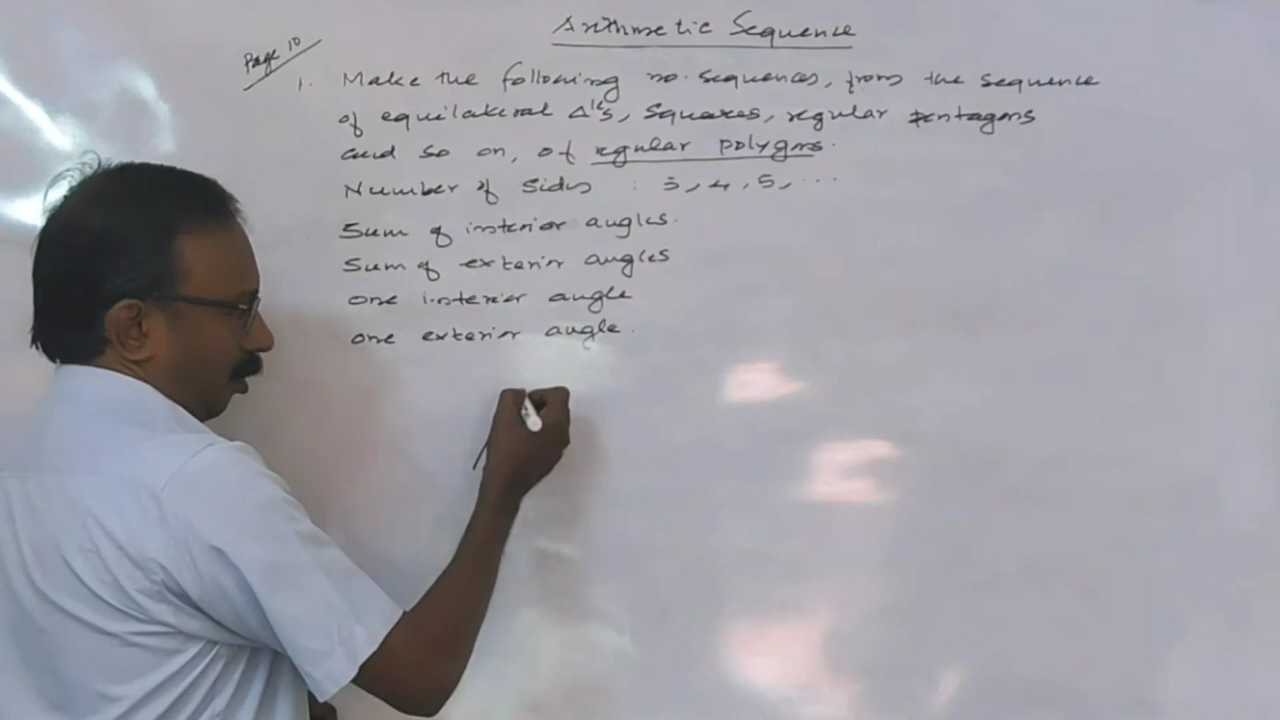 Arithmetic Sequence
Page 10
1. Make the following no. sequences, from the sequence
of equilateral Δles, squares, regular pentagons
and so on, of regular polygons.
Number of sides : 3, 4, 5, ...
Sum of interior angles.
Sum of exterior angles
one interior angle
one exterior angle.